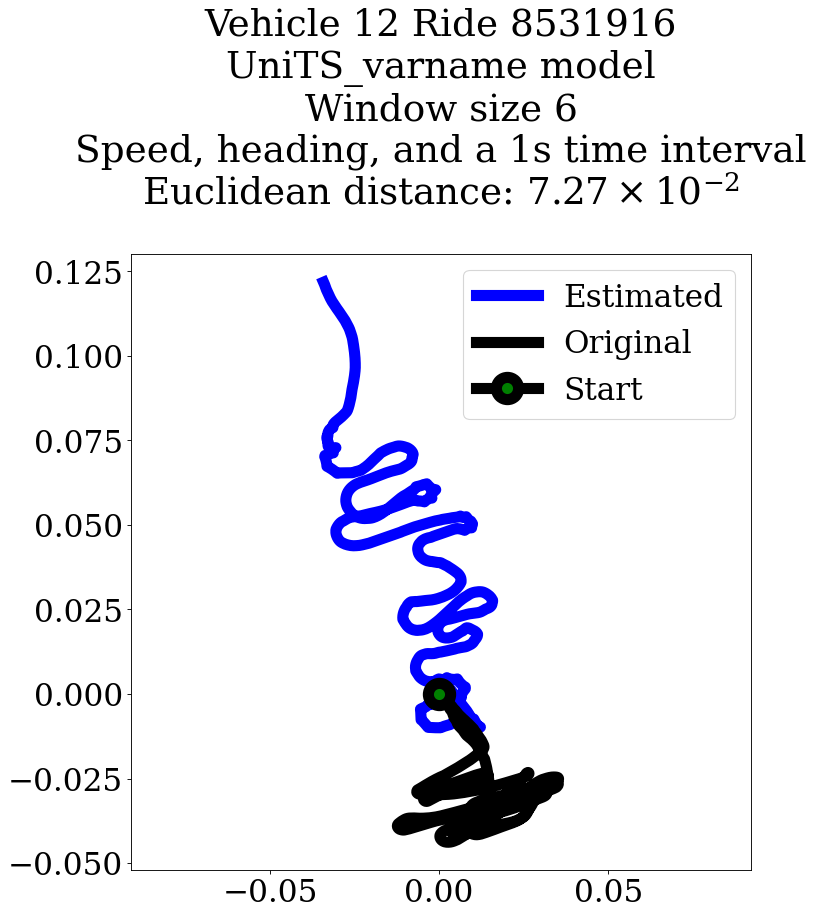 Vehicle 12 Ride 8531916
UniTS_varname model
Window size 6
Speed, heading, and a 1s time interval
Euclidean distance: 7.27 × 10⁻²
0.125
0.100
0.075
0.050
0.025
0.000
−0.025
−0.050
Estimated
Original
Start
−0.05
0.00
0.05